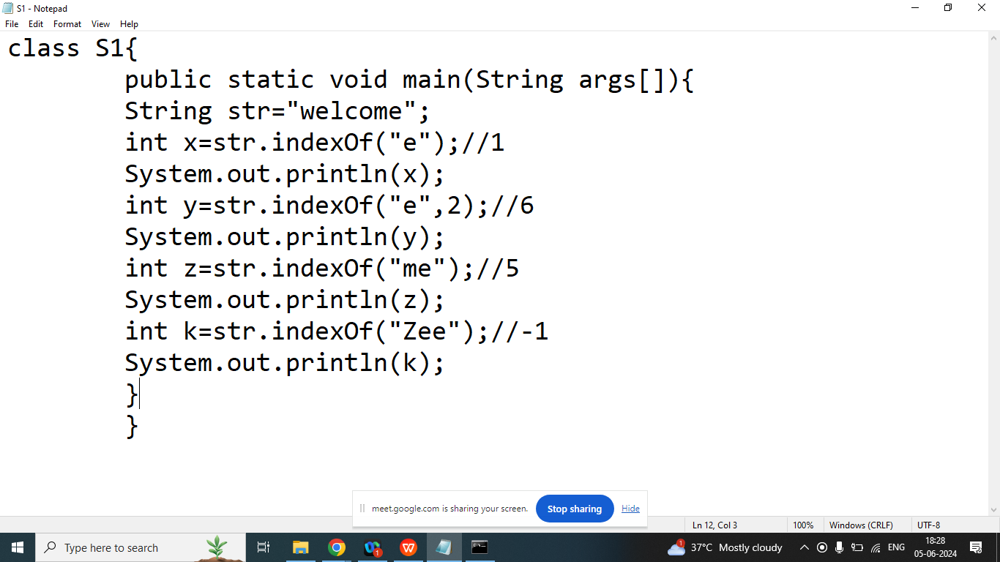 S1 - Notepad
File Edit Format View Help
class S1{
public static void main(String args[]){
String str="welcome";
int x=str.indexOf("e");//1
System.out.println(x);
int y=str.indexOf("e",2);//6
System.out.println(y);
int z=str.indexOf("me");//5
System.out.println(z);
int k=str.indexOf("Zee");//-1
System.out.println(k);
}
}
meet.google.com is sharing your screen. Stop sharing Hide
Ln 12, Col 3 100% Windows (CRLF) UTF-8
Type here to search 1 W 1 37°C Mostly cloudy ENG 18:28
05-06-2024